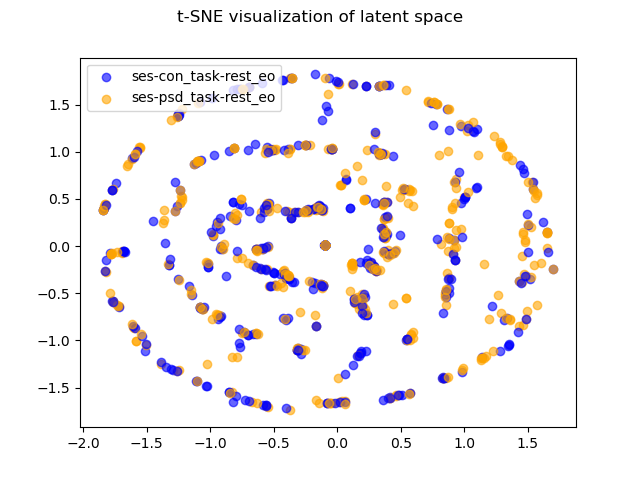 t-SNE visualization of latent space
ses-con_task-rest_eo
ses-psd_task-rest_eo
1.5
1.0
0.5
0.0
−0.5
−1.0
−1.5
−2.0 −1.5 −1.0 −0.5 0.0 0.5 1.0 1.5